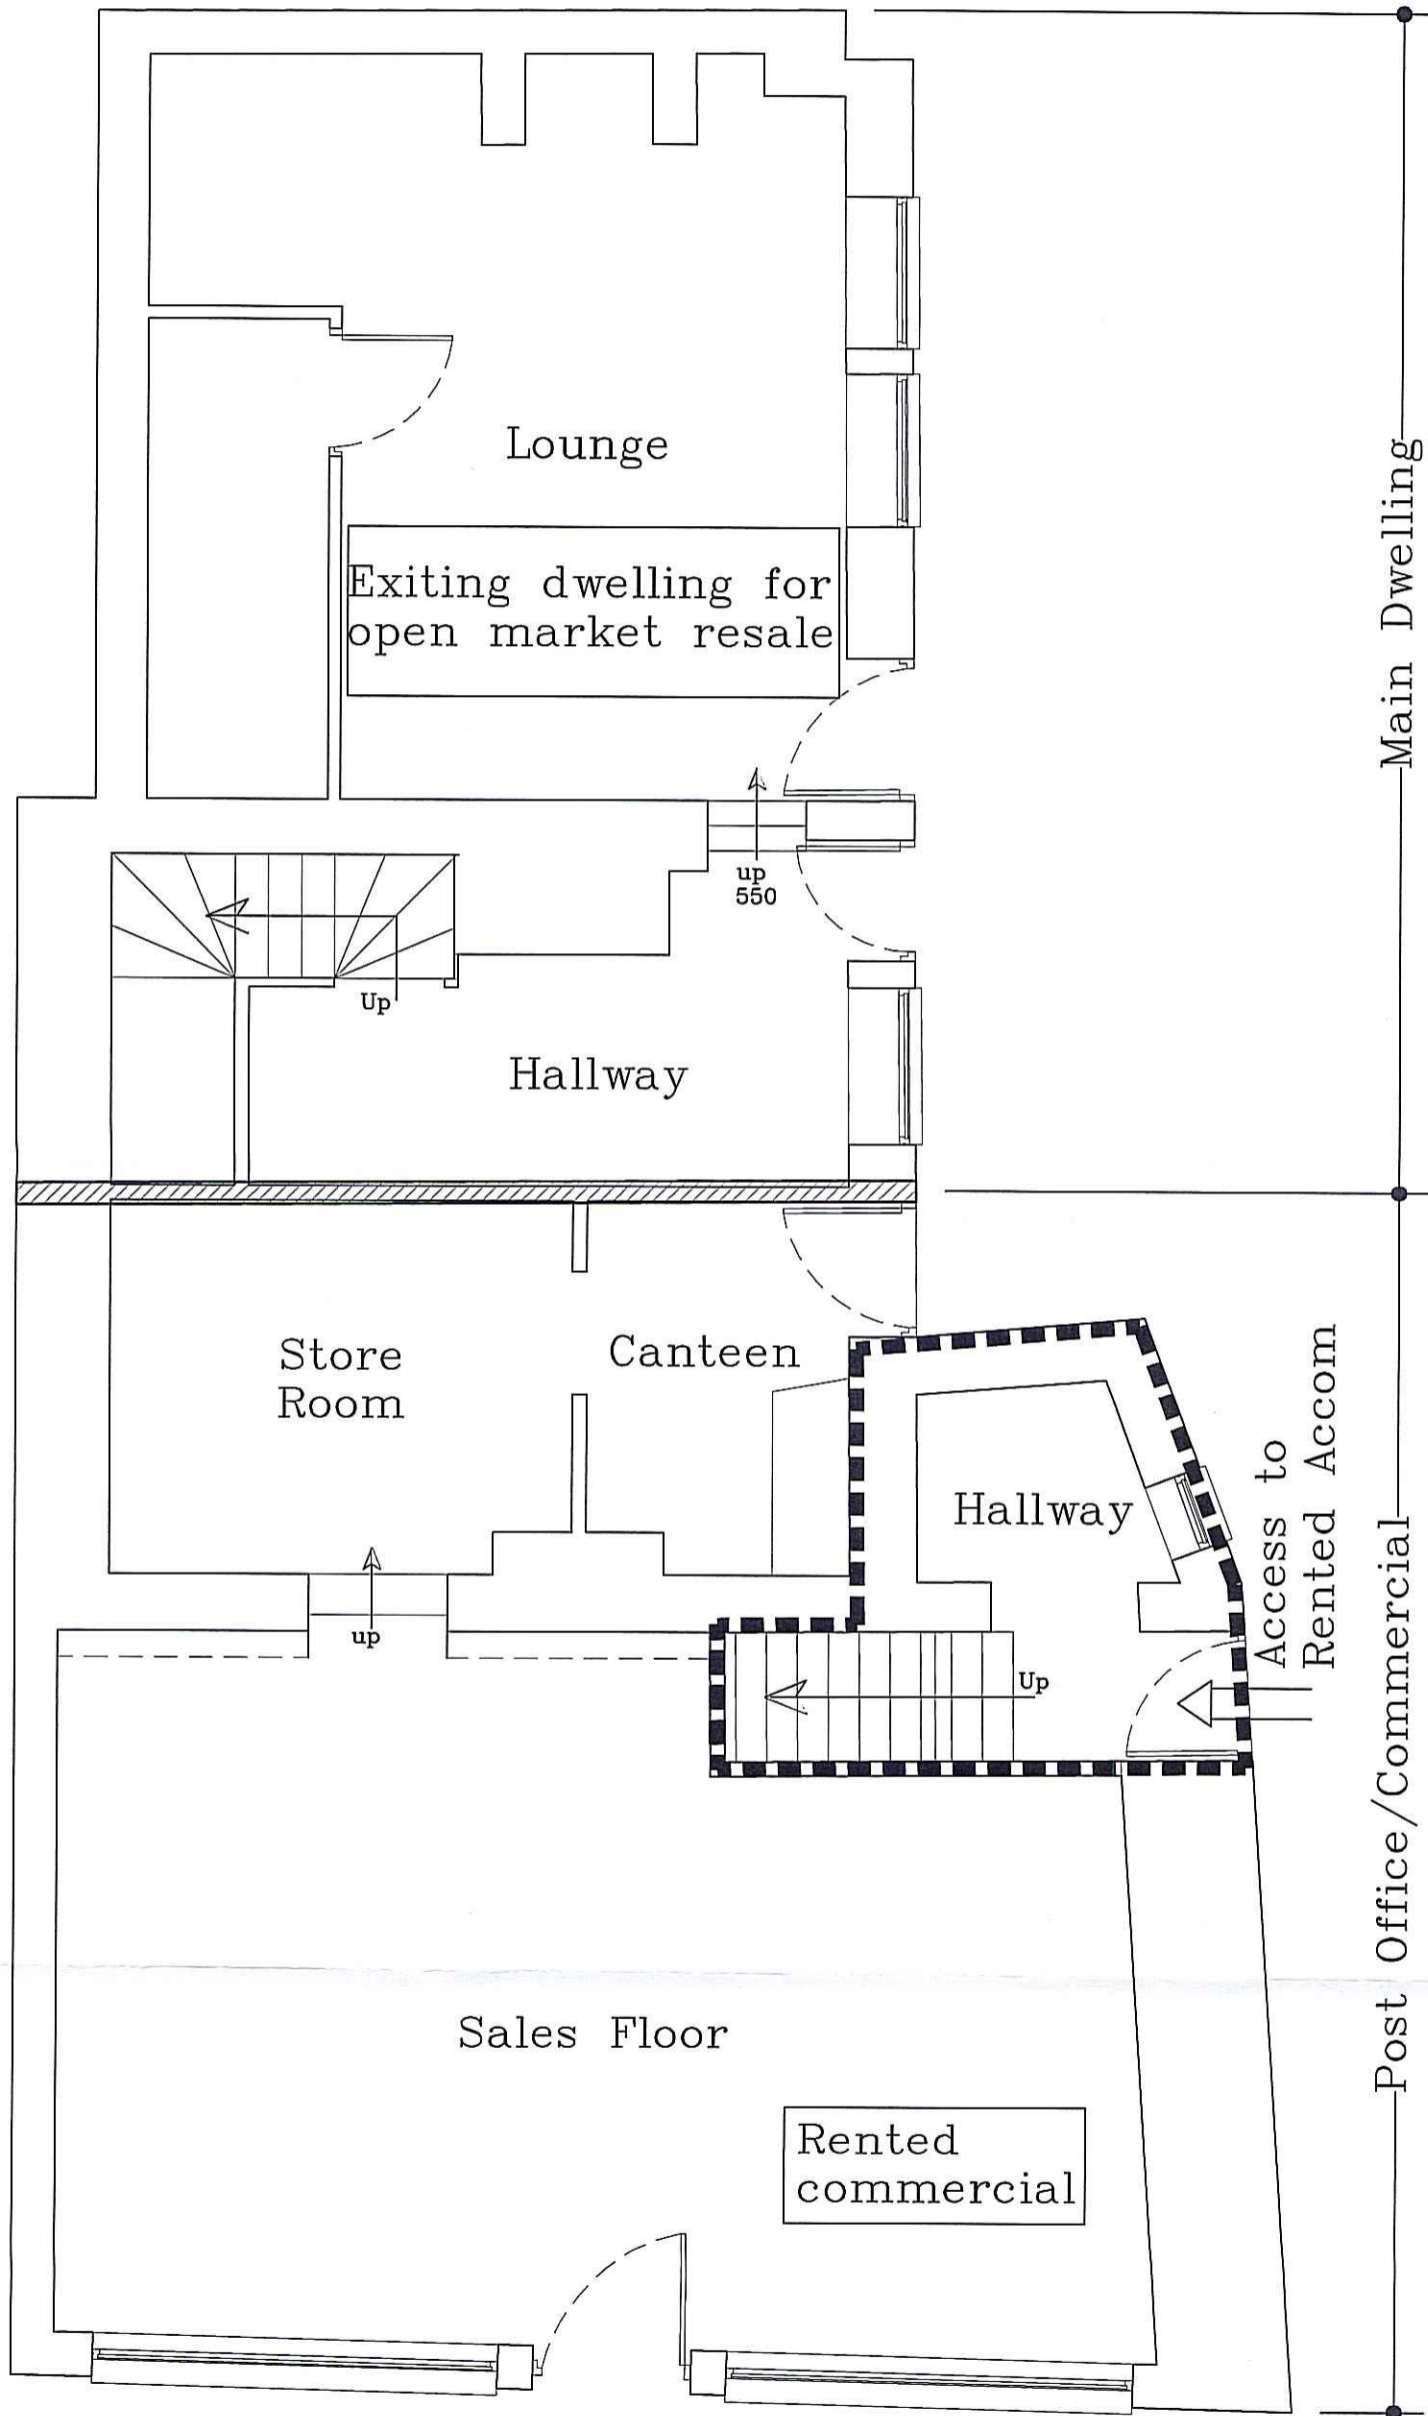 Lounge
Exiting dwelling for
open market resale
Main Dwelling
up
550
Up
Hallway
Store
Room
Canteen
Hallway
Access to
Rented Accom
up
Up
Post Office/Commercial
Sales Floor
Rented
commercial